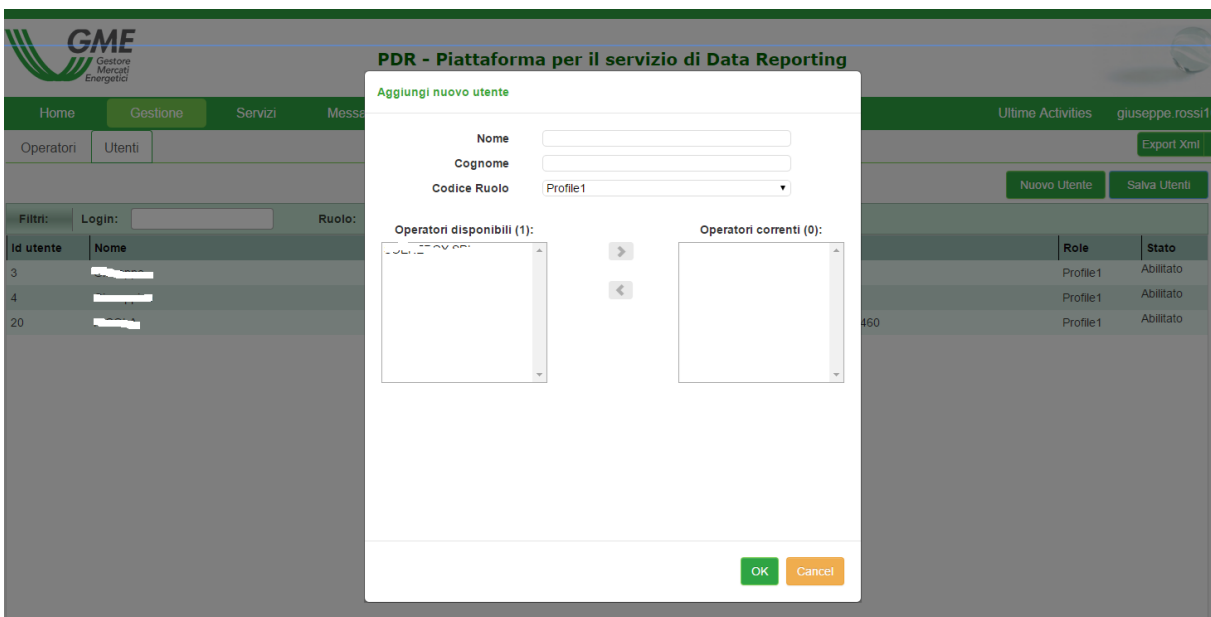 GME
Gestore
Mercati
Energetici
PDR - Piattaforma per il servizio di Data Reporting
Home Gestione Servizi Messa Ultime Activities giuseppe.rossi1
Operatori Utenti Export Xml
Nuovo Utente Salva Utenti
Filtri: Login: Ruolo:
Id utente Nome Role Stato
3 Profile1 Abilitato
4 Profile1 Abilitato
20 460 Profile1 Abilitato
Aggiungi nuovo utente
Nome
Cognome
Codice Ruolo Profile1
Operatori disponibili (1): Operatori correnti (0):
OK Cancel